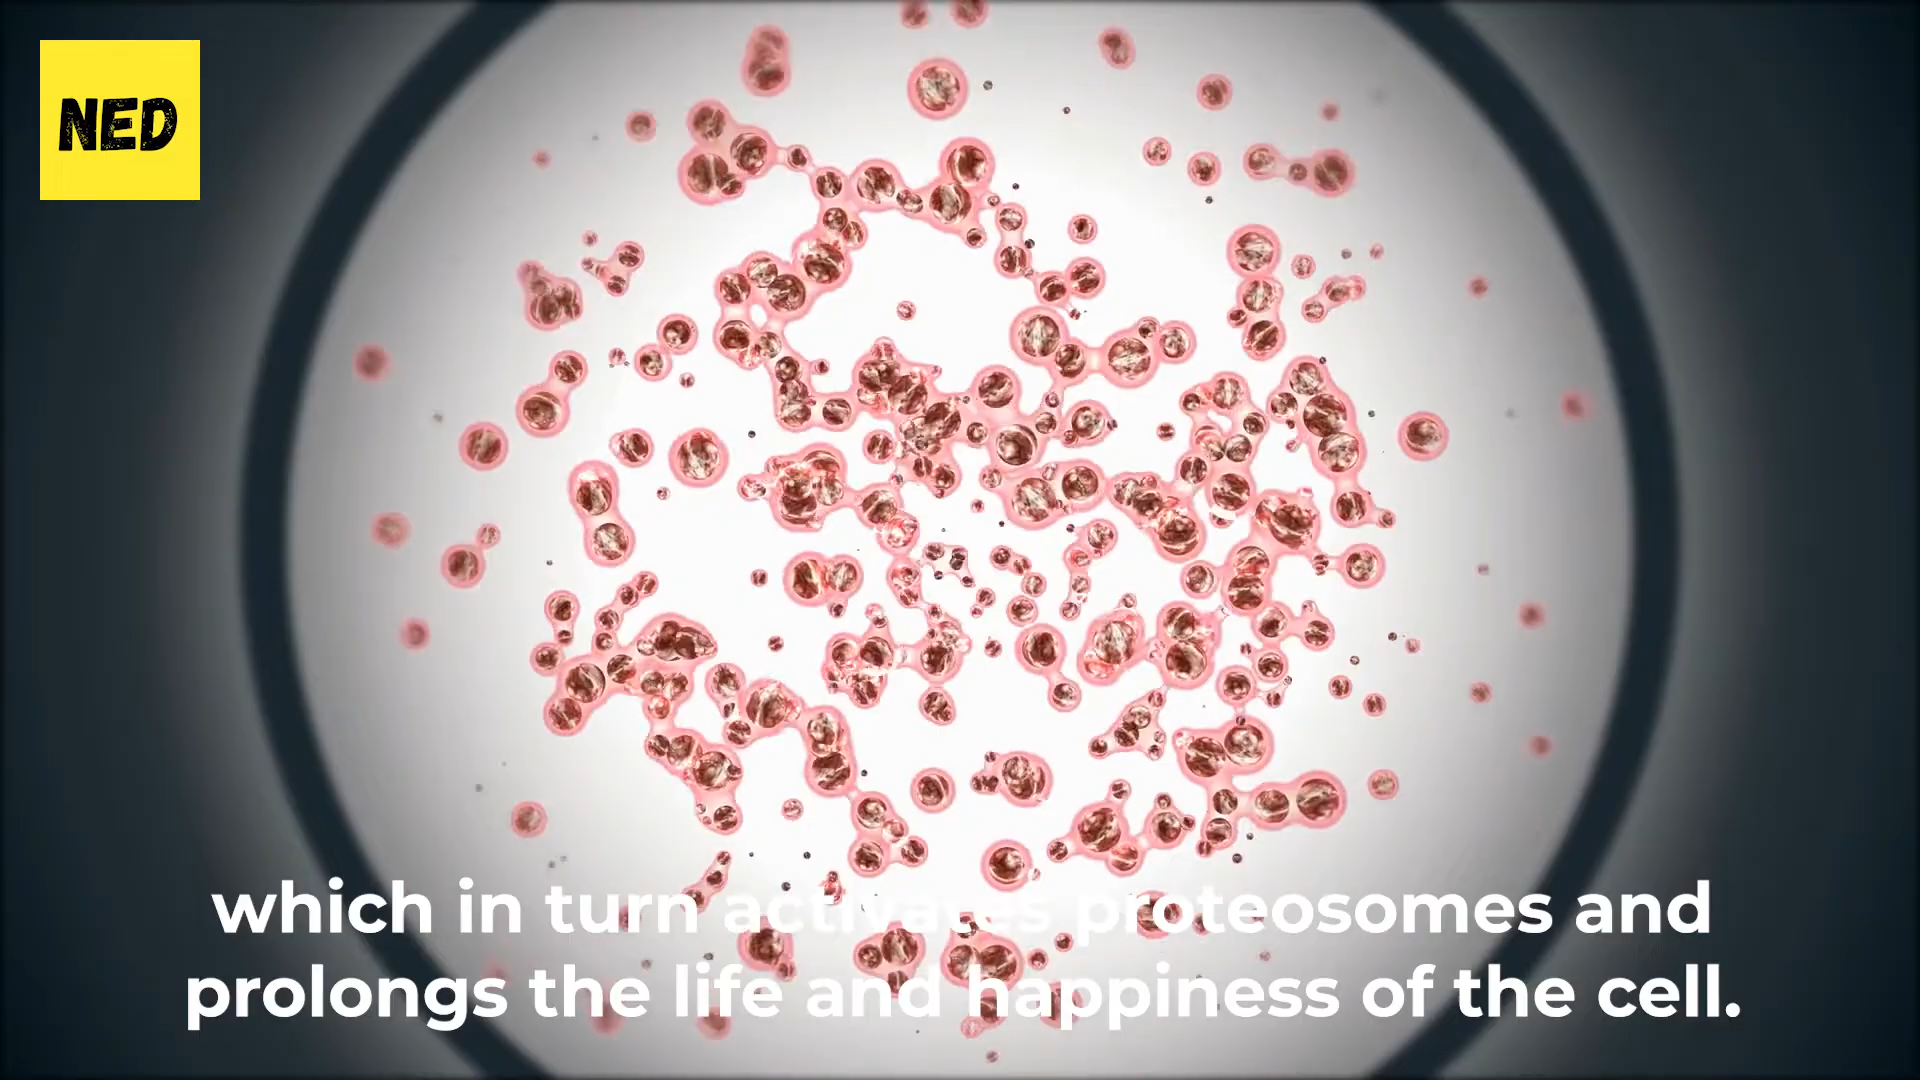 NED
which in turn activates proteosomes and
prolongs the life and happiness of the cell.